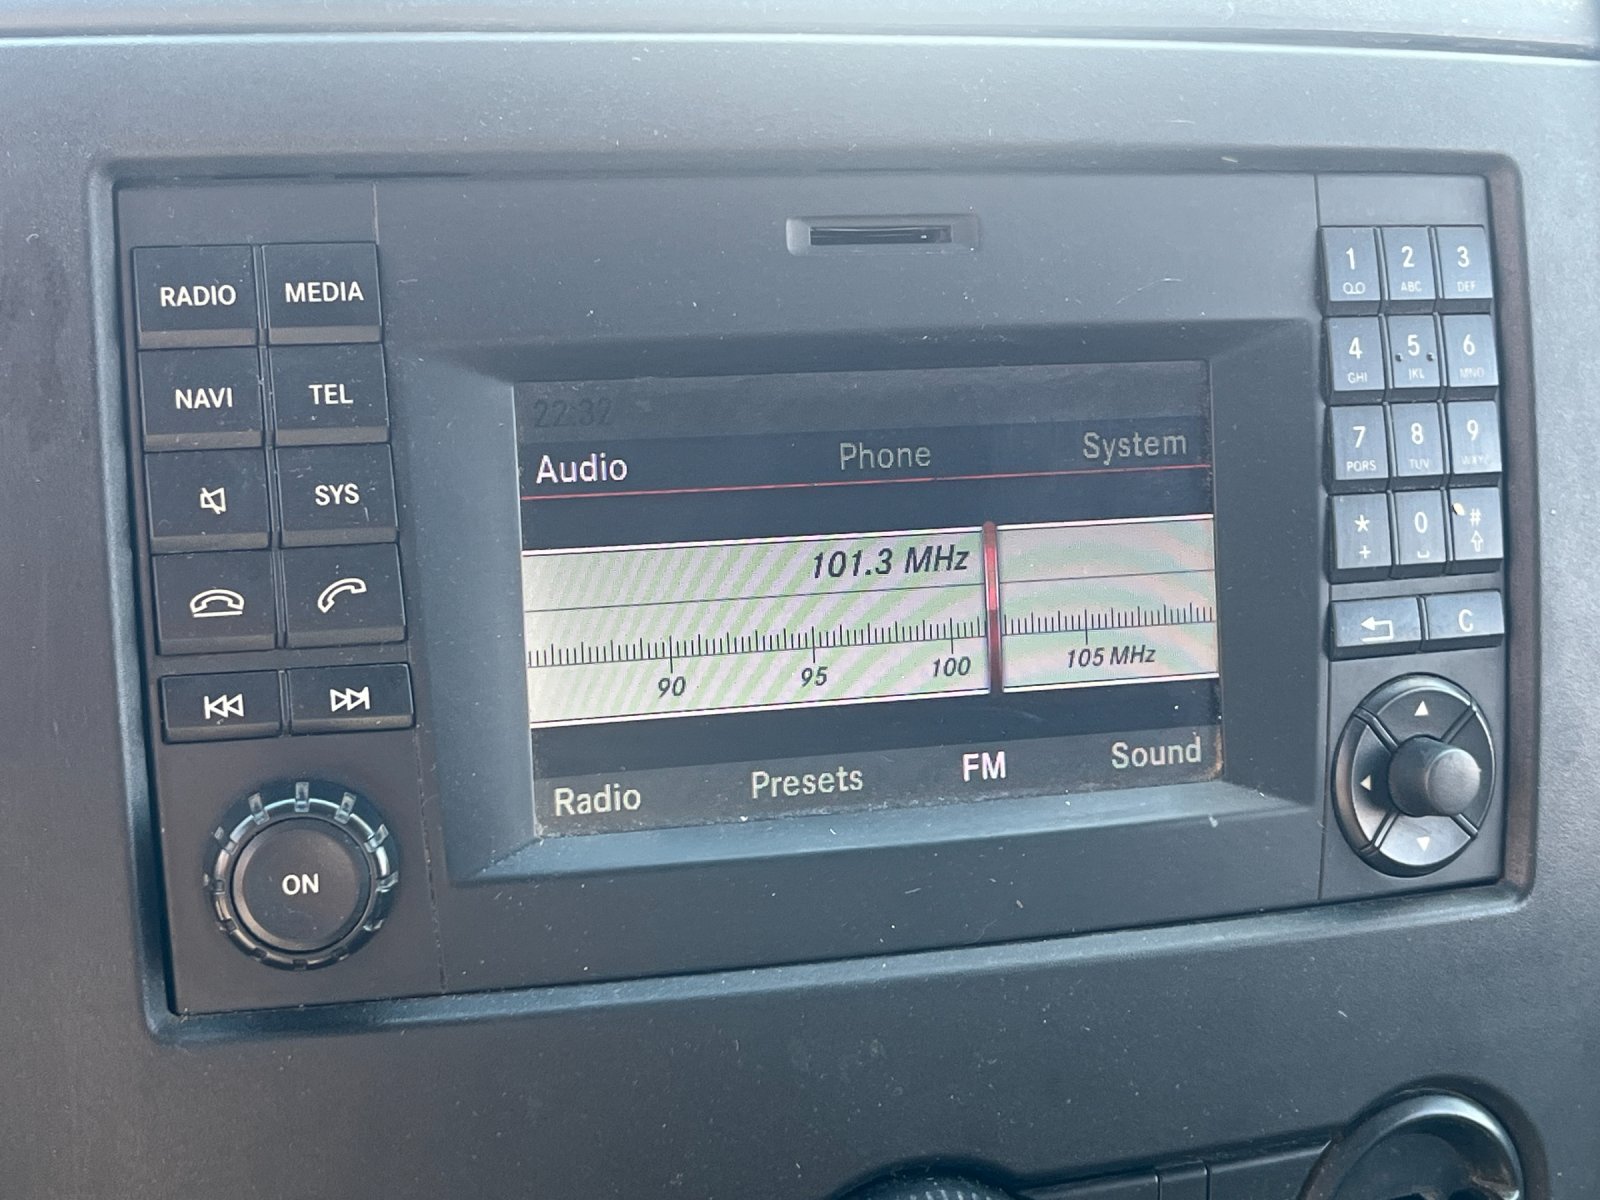 RADIO MEDIA
NAVI TEL
SYS
ON
22:32
Audio Phone System
101.3 MHz
90 95 100 105 MHz
Radio Presets FM Sound
1 2 3
ABC DEF
4 5 6
GHI JKL MNO
7 8 9
PQRS TUV WXYZ
* 0 #
+
C